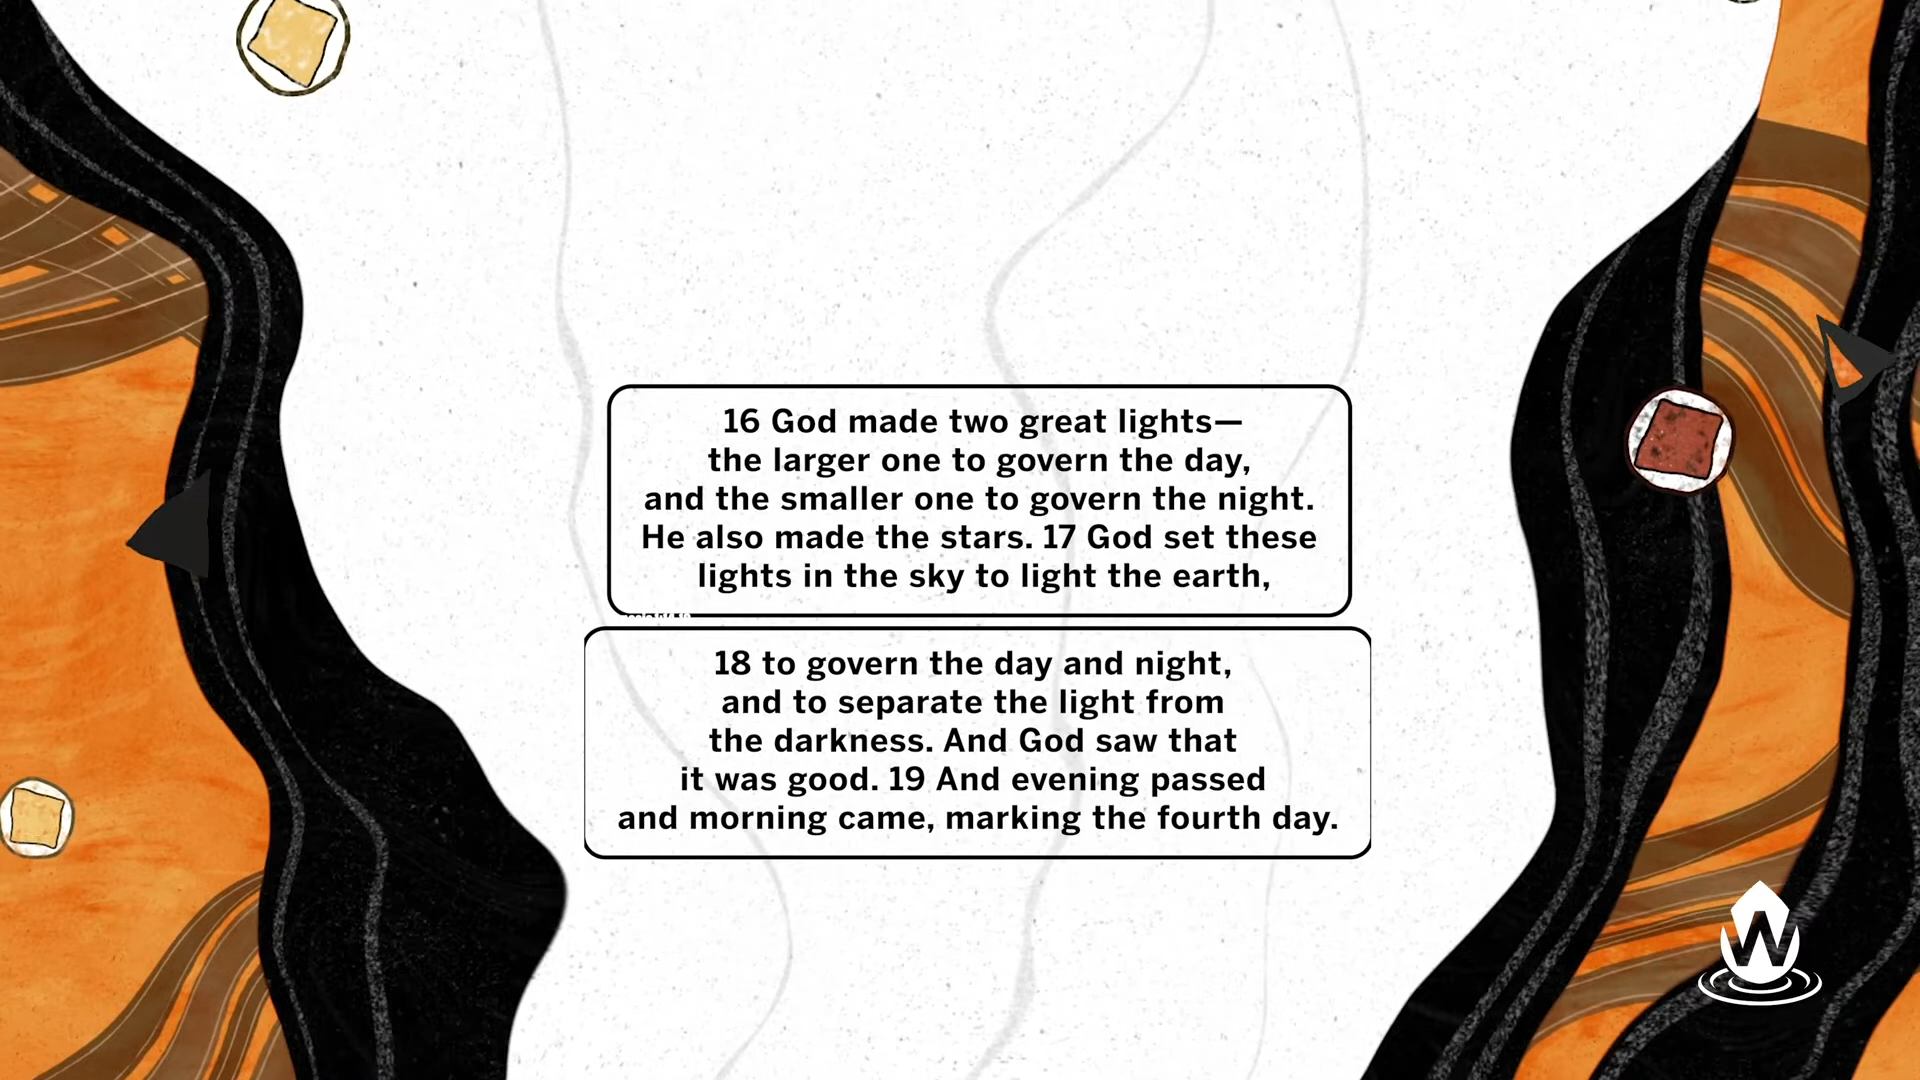 16 God made two great lights—
the larger one to govern the day,
and the smaller one to govern the night.
He also made the stars. 17 God set these
lights in the sky to light the earth,
18 to govern the day and night,
and to separate the light from
the darkness. And God saw that
it was good. 19 And evening passed
and morning came, marking the fourth day.
W